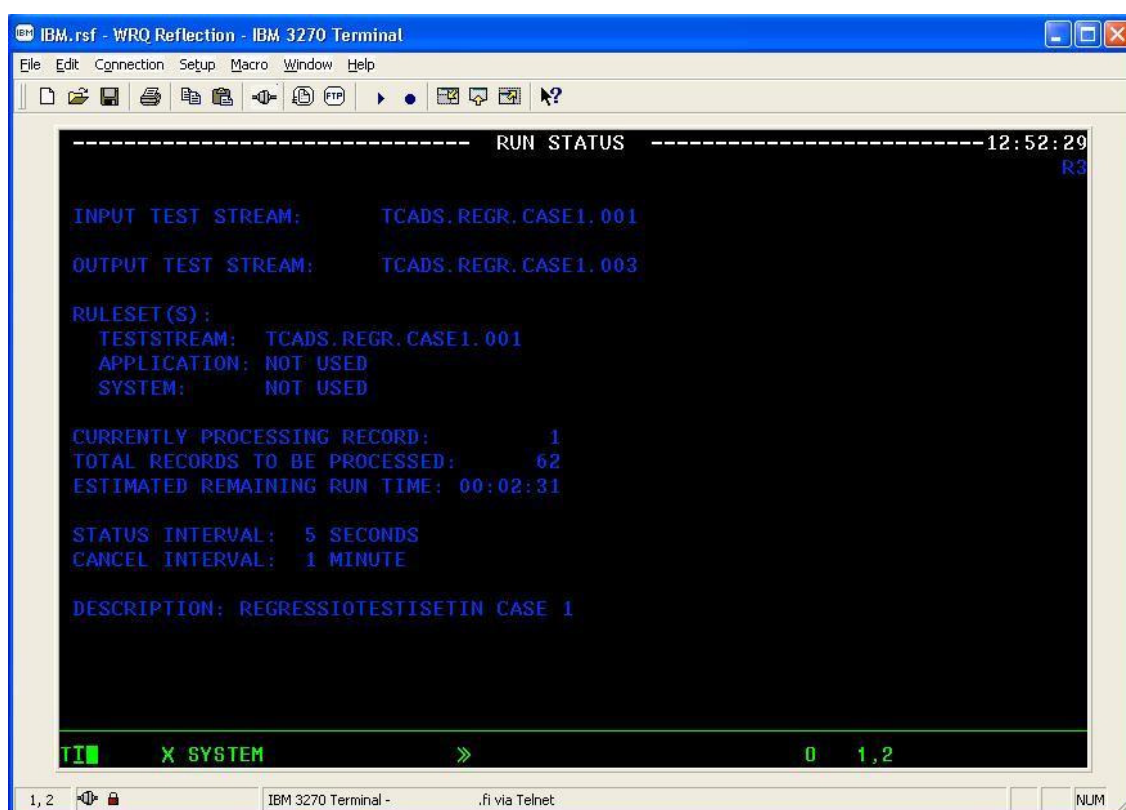 IBM IBM.rsf - WRQ Reflection - IBM 3270 Terminal
File Edit Connection Setup Macro Window Help
FTP
------------------------------- RUN STATUS --------------------------12:52:29
R3
INPUT TEST STREAM: TCADS.REGR.CASE1.001
OUTPUT TEST STREAM: TCADS.REGR.CASE1.003
RULESET(S):
TESTSTREAM: TCADS.REGR.CASE1.001
APPLICATION: NOT USED
SYSTEM: NOT USED
CURRENTLY PROCESSING RECORD: 1
TOTAL RECORDS TO BE PROCESSED: 62
ESTIMATED REMAINING RUN TIME: 00:02:31
STATUS INTERVAL: 5 SECONDS
CANCEL INTERVAL: 1 MINUTE
DESCRIPTION: REGRESSIOTESTISETIN CASE 1
TI X SYSTEM » 0 1,2
1, 2 IBM 3270 Terminal - .fi via Telnet NUM